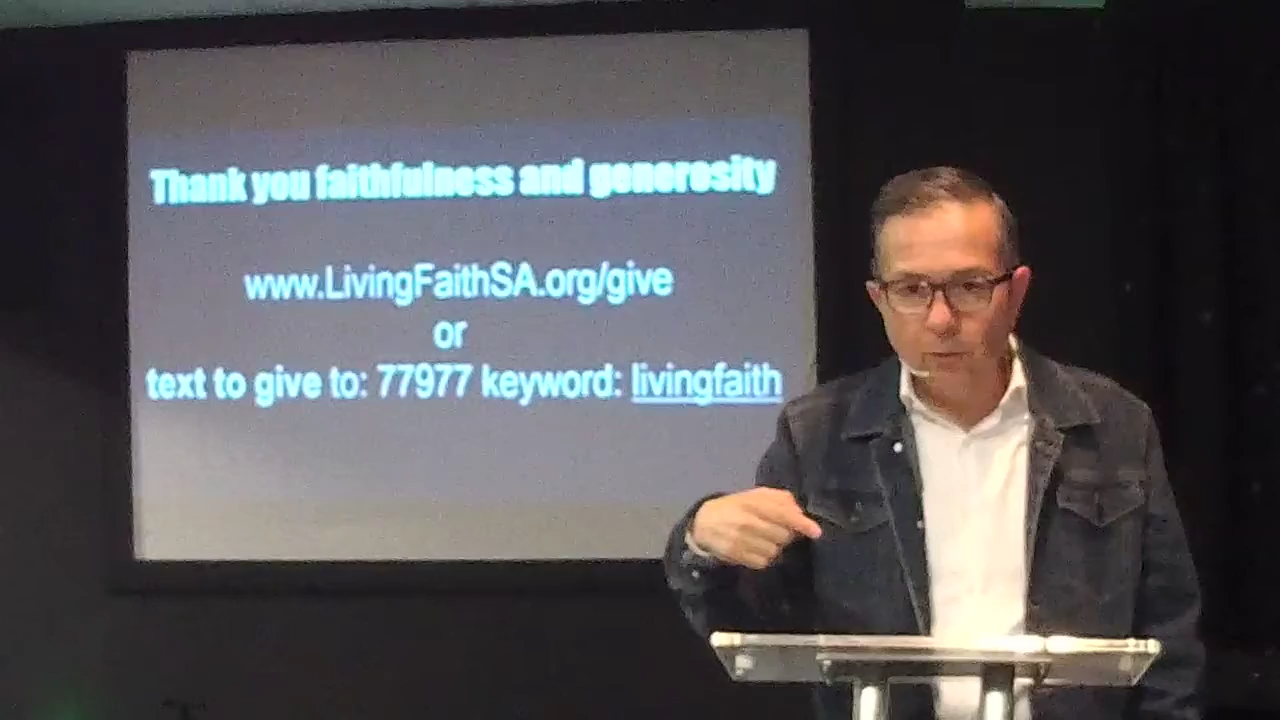 Thank you faithfulness and generosity
www.LivingFaithSA.org/give
or
text to give to: 77977 keyword: livingfaith